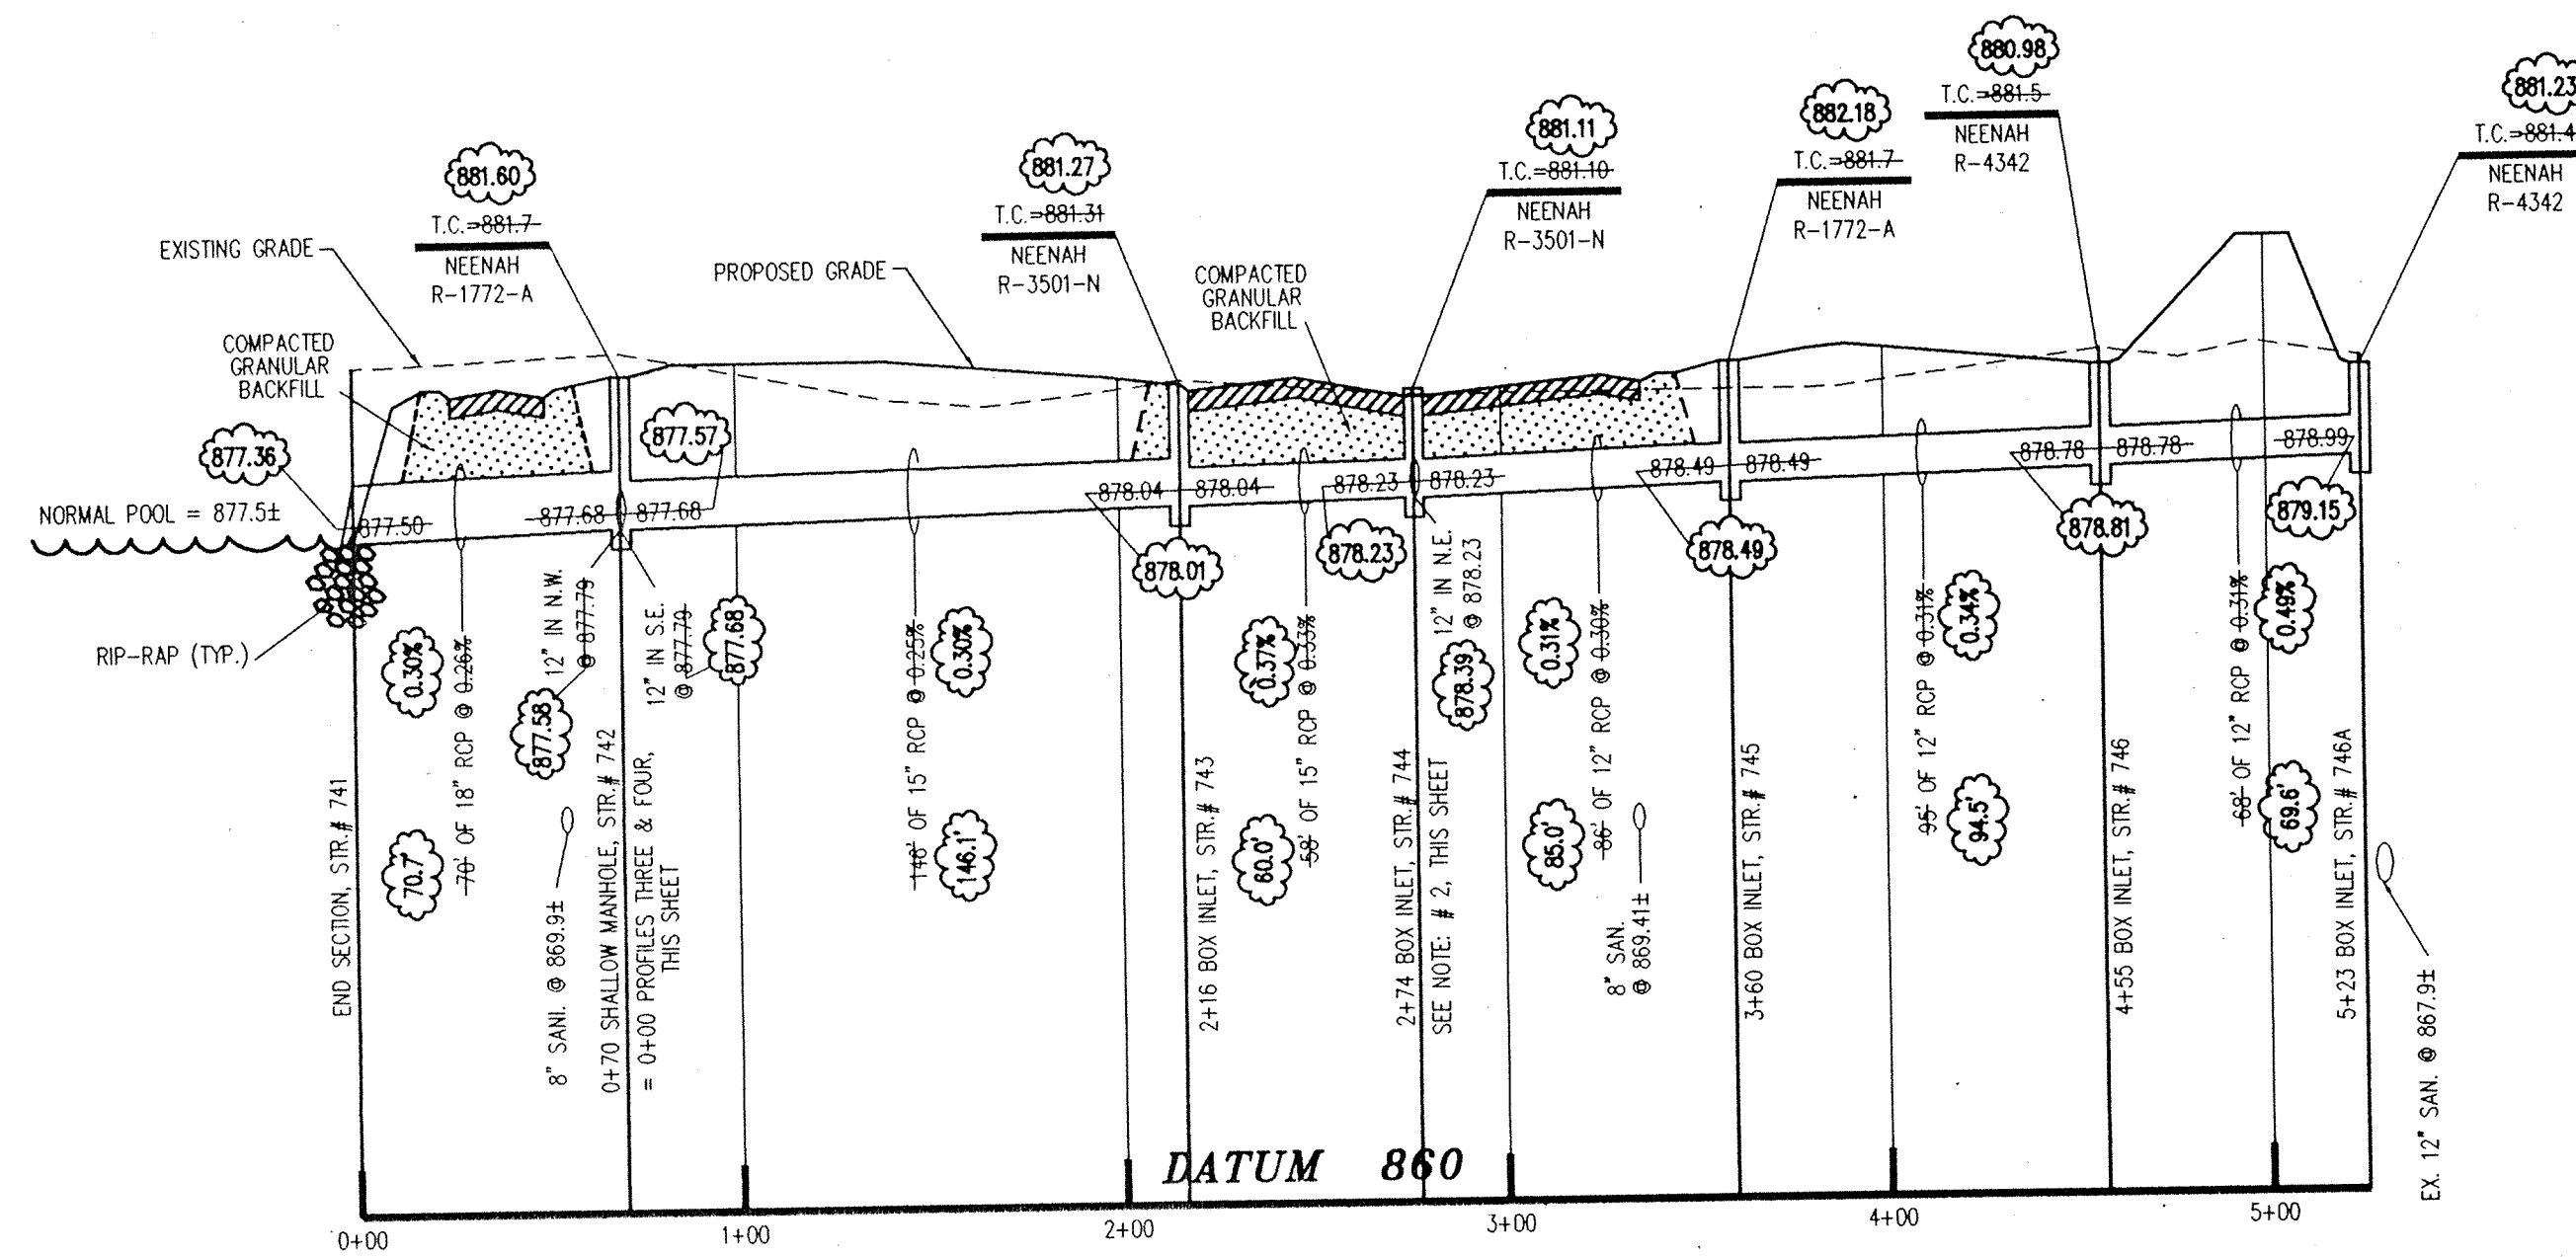 880.98
T.C.=881.5
NEENAH
R-4342
881.23
T.C.=881.4
NEENAH
R-4342
882.18
T.C.=881.7
NEENAH
R-1772-A
881.11
T.C.=881.10
NEENAH
R-3501-N
881.27
T.C.=881.31
NEENAH
R-3501-N
881.60
T.C.=881.7
NEENAH
R-1772-A
EXISTING GRADE
PROPOSED GRADE
COMPACTED
GRANULAR
BACKFILL
COMPACTED
GRANULAR
BACKFILL
877.36
877.57
NORMAL POOL = 877.5±
877.50
877.68
877.68
878.04
878.04
878.23
878.23
878.49
878.49
878.78
878.78
878.99
878.01
878.23
878.49
878.81
879.15
RIP-RAP (TYP.)
END SECTION, STR.# 741
0.30%
70.7'
70' OF 18" RCP @ 0.26%
12" IN N.W.
@ 877.79
877.58
8" SANI. @ 869.9±
0+70 SHALLOW MANHOLE, STR.# 742
= 0+00 PROFILES THREE & FOUR,
THIS SHEET
12" IN S.E.
@ 877.79
877.68
146' OF 15" RCP @ 0.25%
0.30%
146.1'
2+16 BOX INLET, STR.# 743
0.37%
60.0'
58' OF 15" RCP @ 0.33%
2+74 BOX INLET, STR.# 744
SEE NOTE: # 2, THIS SHEET
12" IN N.E.
@ 878.23
878.39
0.31%
85.0'
86' OF 12" RCP @ 0.30%
8" SAN.
@ 869.41±
3+60 BOX INLET, STR.# 745
95' OF 12" RCP @ 0.31%
0.34%
94.5'
4+55 BOX INLET, STR.# 746
68' OF 12" RCP @ 0.31%
0.49%
69.6'
5+23 BOX INLET, STR.# 746A
EX. 12" SAN. @ 867.9±
DATUM 860
0+00
1+00
2+00
3+00
4+00
5+00